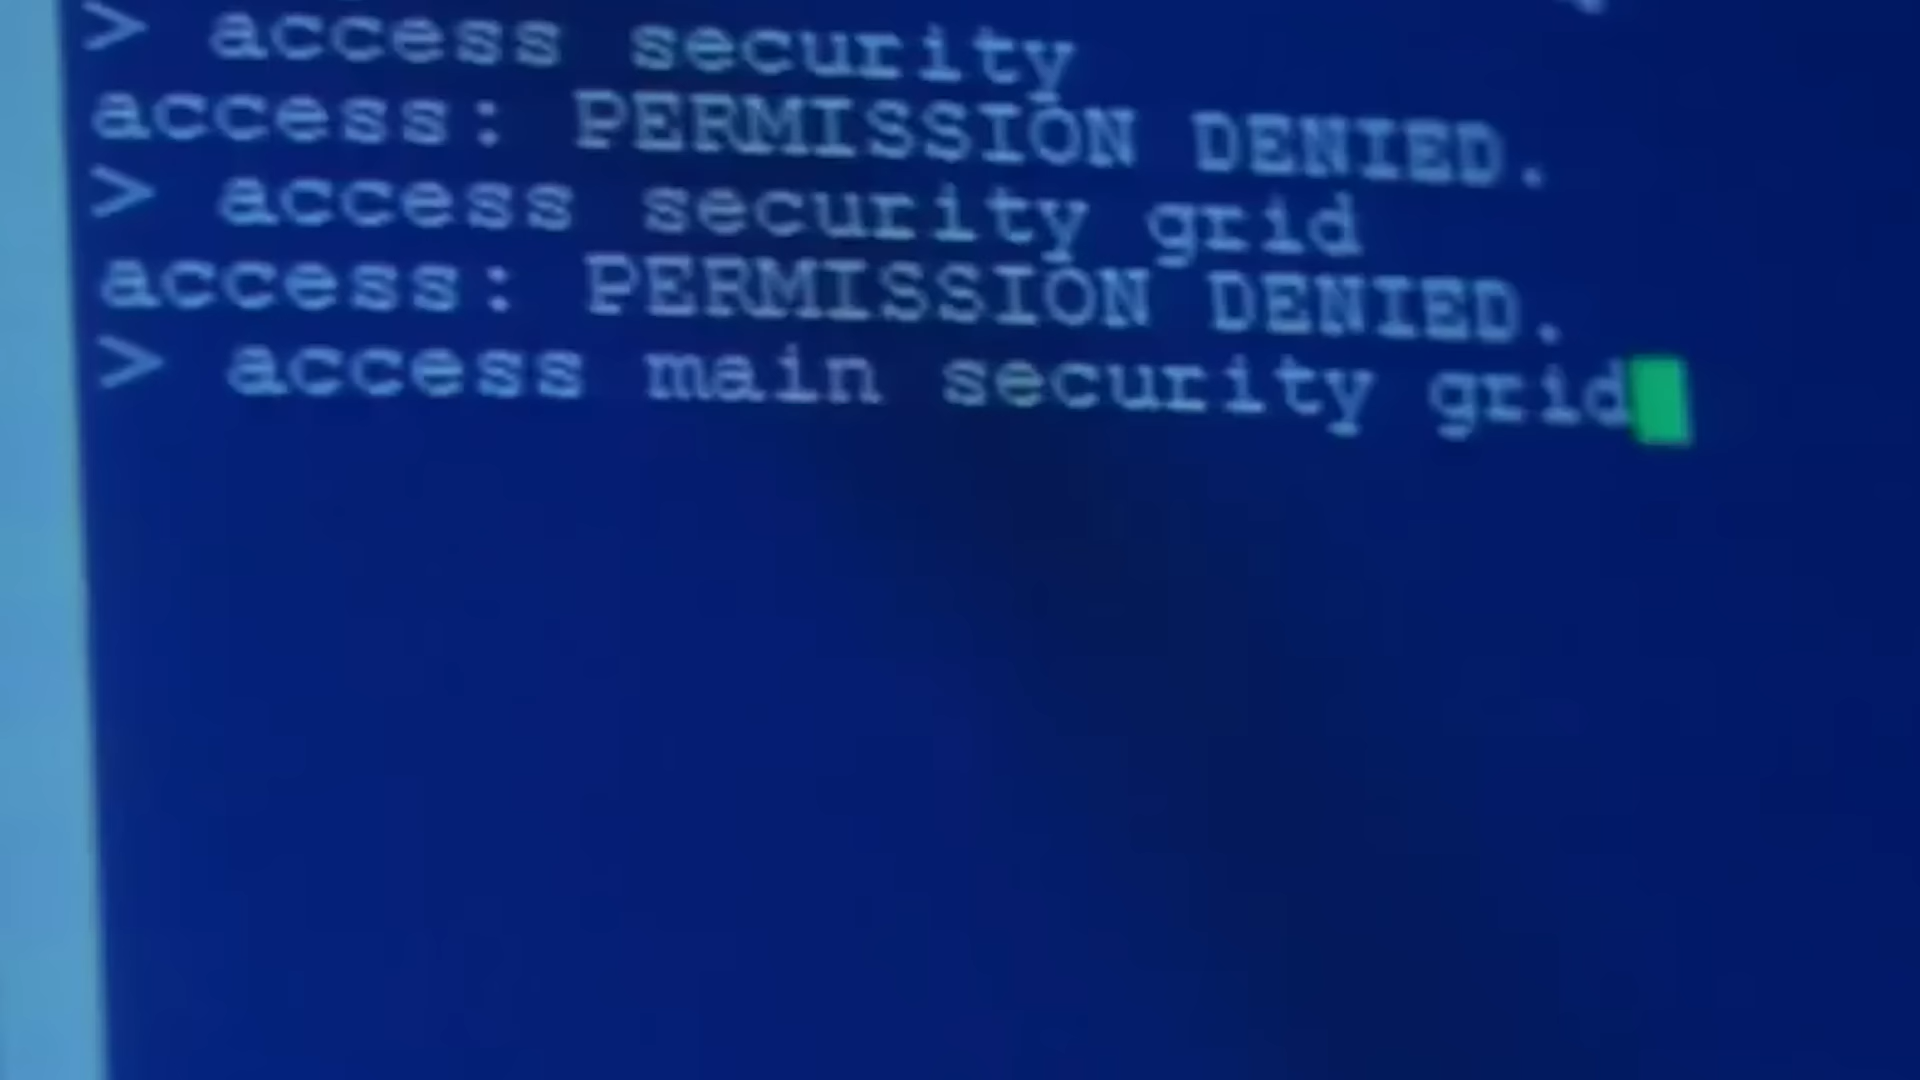 > access security
access: PERMISSION DENIED.
> access security grid
access: PERMISSION DENIED.
> access main security grid